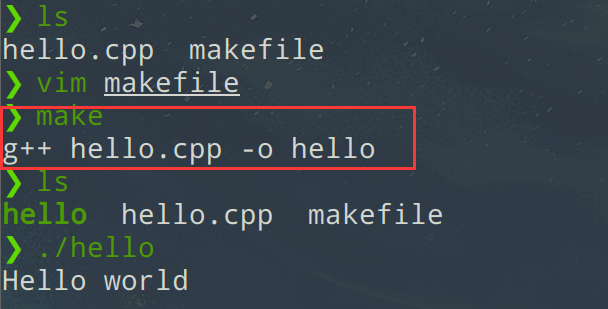 ❯ ls
hello.cpp  makefile
❯ vim makefile
❯ make
g++ hello.cpp -o hello
❯ ls
hello  hello.cpp  makefile
❯ ./hello
Hello world